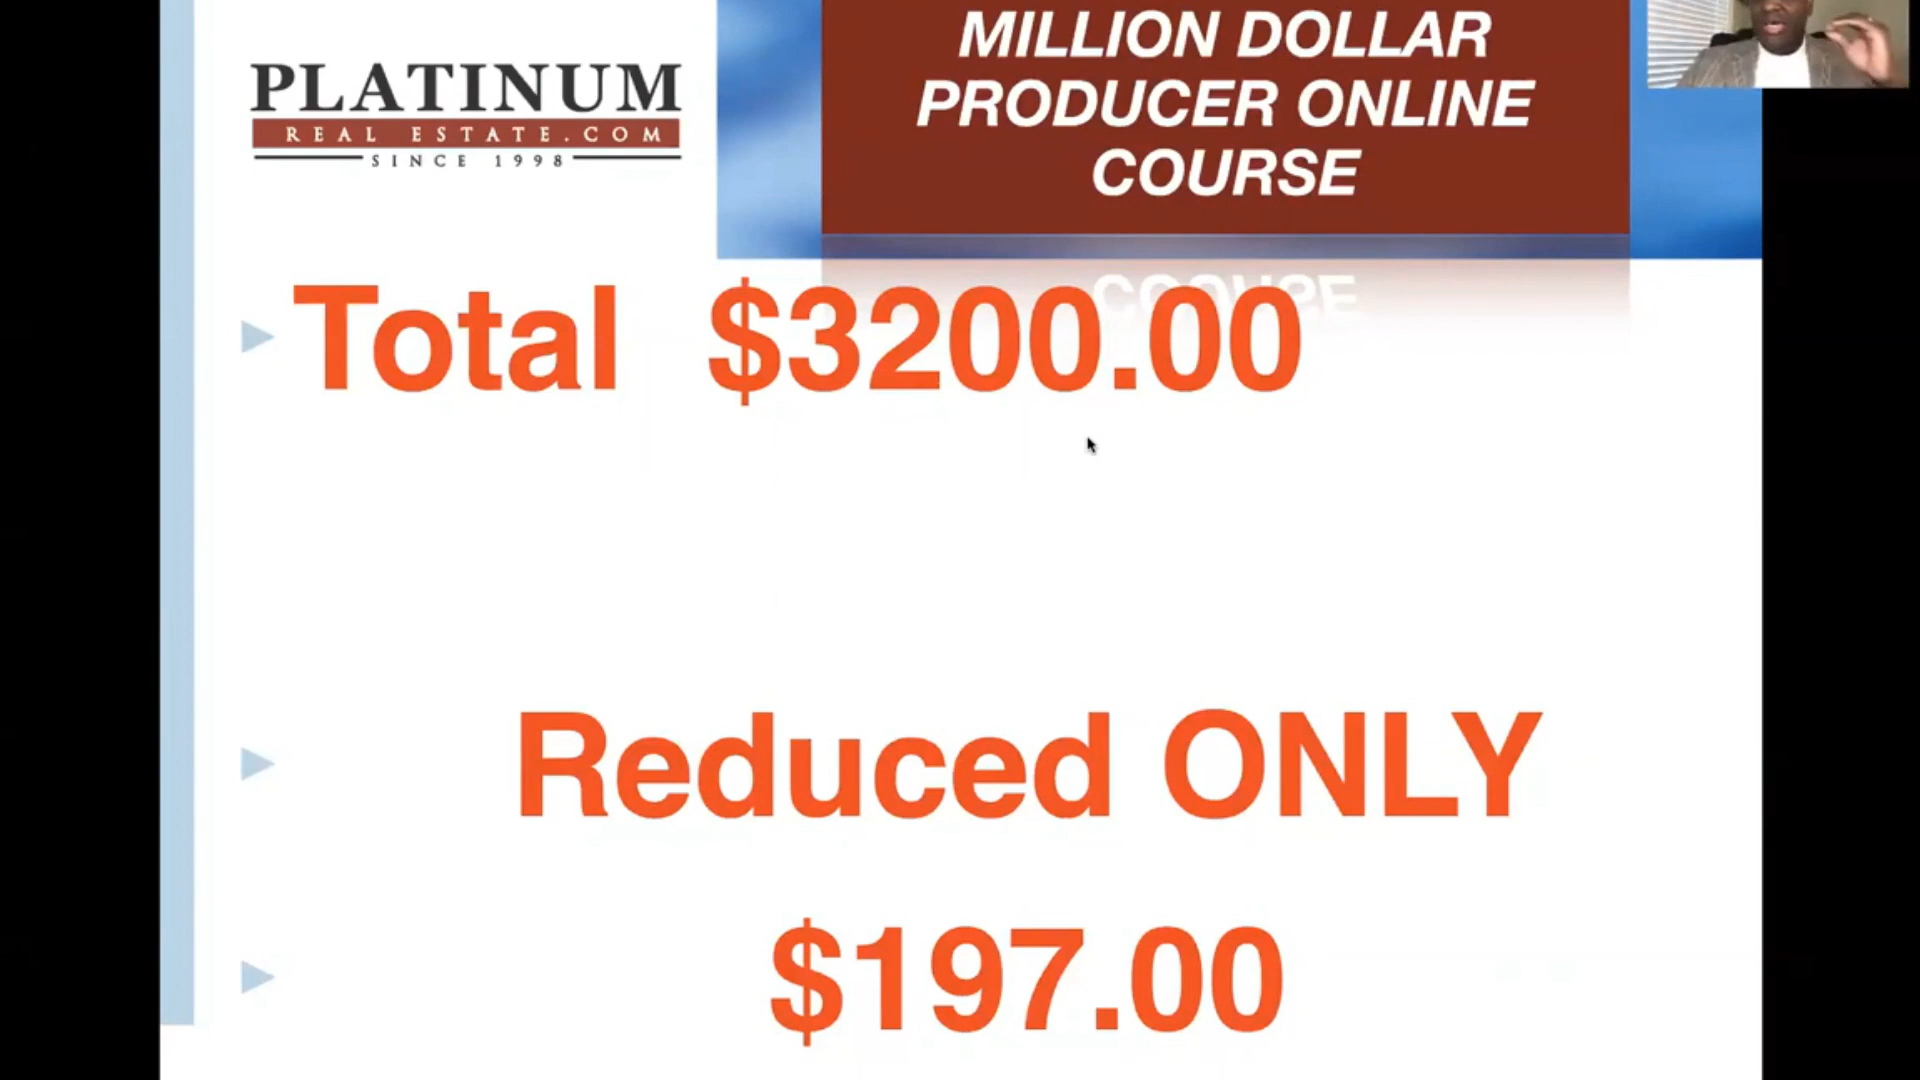 MILLION DOLLAR
PRODUCER ONLINE
COURSE
PLATINUM
REAL ESTATE.COM
SINCE 1998
Total $3200.00
Reduced ONLY
$197.00